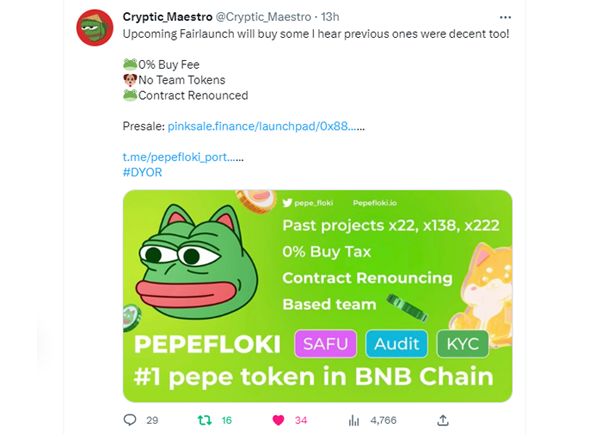 Cryptic_Maestro @Cryptic_Maestro · 13h
Upcoming Fairlaunch will buy some I hear previous ones were decent too!
🐸0% Buy Fee
🐶No Team Tokens
🐸Contract Renounced
Presale: pinksale.finance/launchpad/0x88……
t.me/pepefloki_port……
#DYOR
pepe_floki Pepefloki.io
Past projects x22, x138, x222
0% Buy Tax
Contract Renouncing
Based team
PEPEFLOKI SAFU Audit KYC
#1 pepe token in BNB Chain
29 16 34 4,766